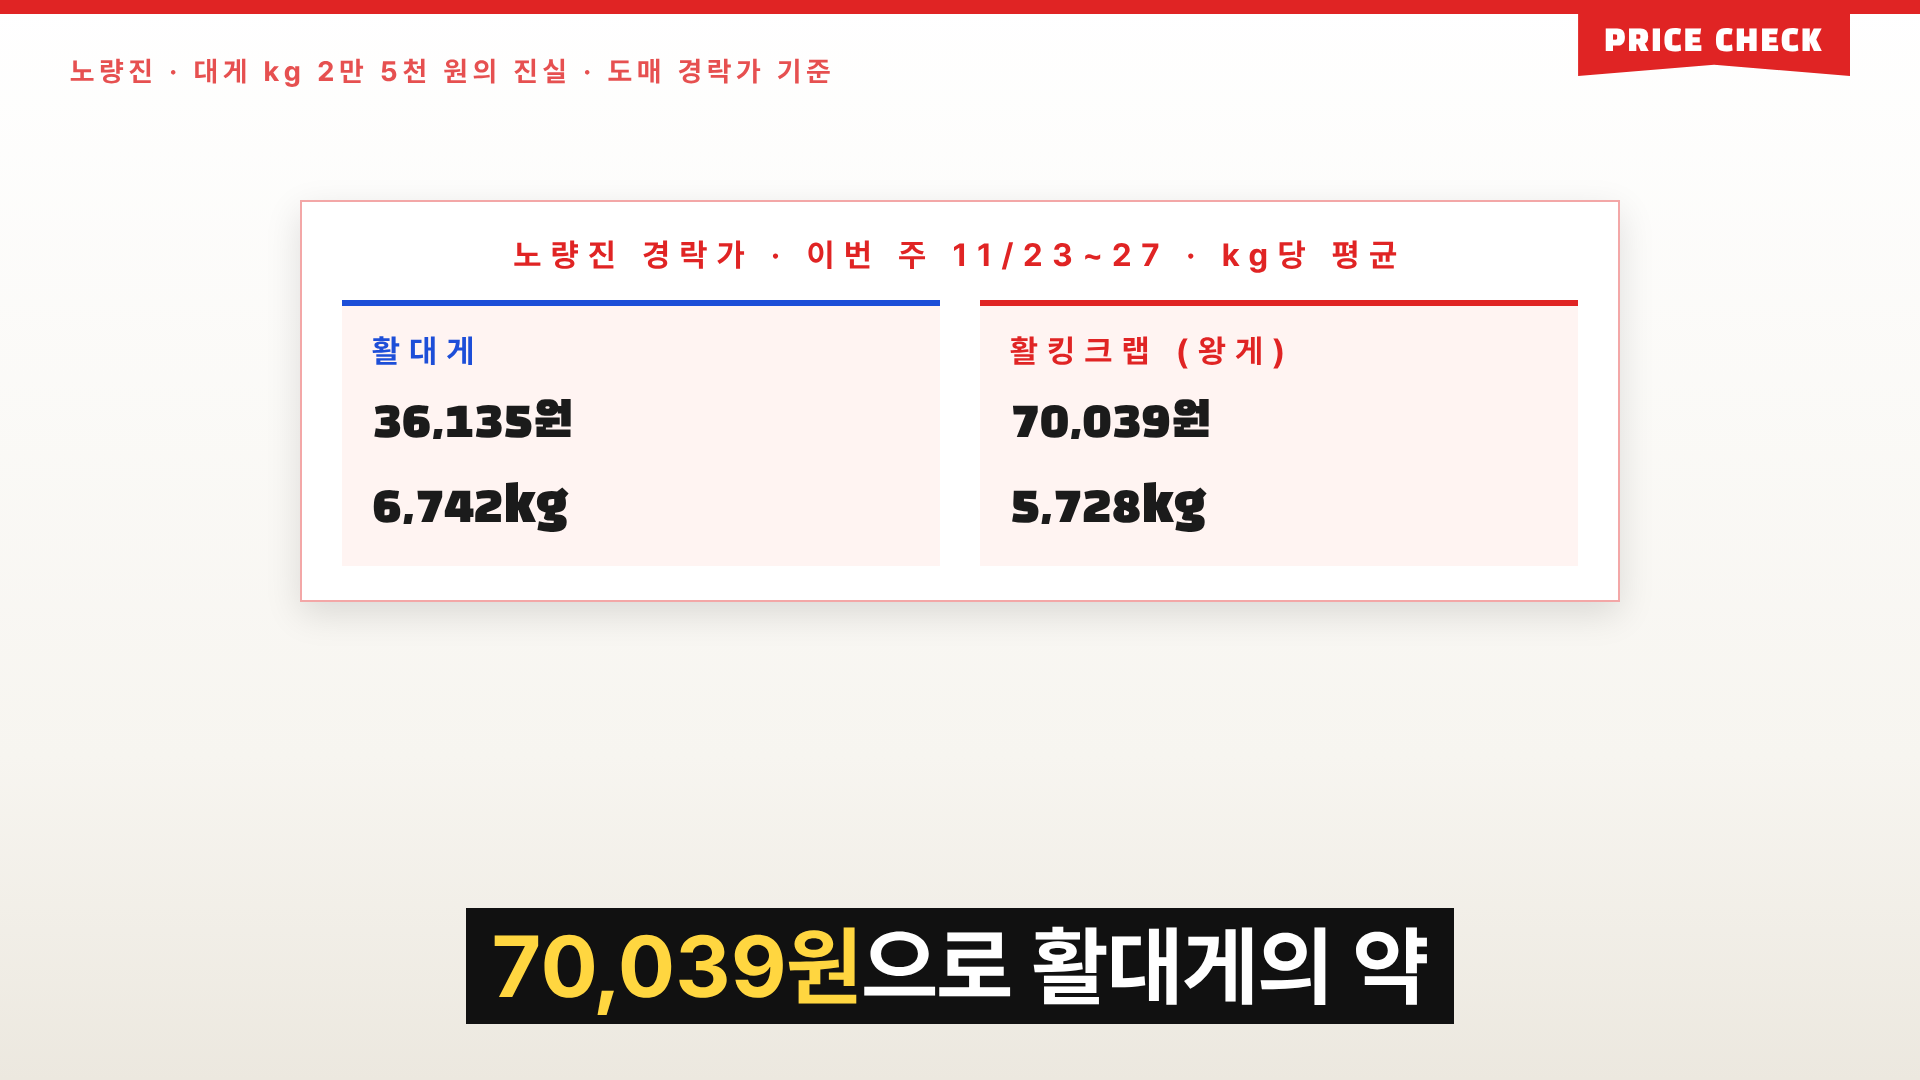 PRICE CHECK
노량진 · 대게 kg 2만 5천 원의 진실 · 도매 경락가 기준
노량진 경락가 · 이번 주 11/23~27 · kg당 평균
활대게
36,135원
6,742kg
활킹크랩 (왕게)
70,039원
5,728kg
70,039원으로 활대게의 약